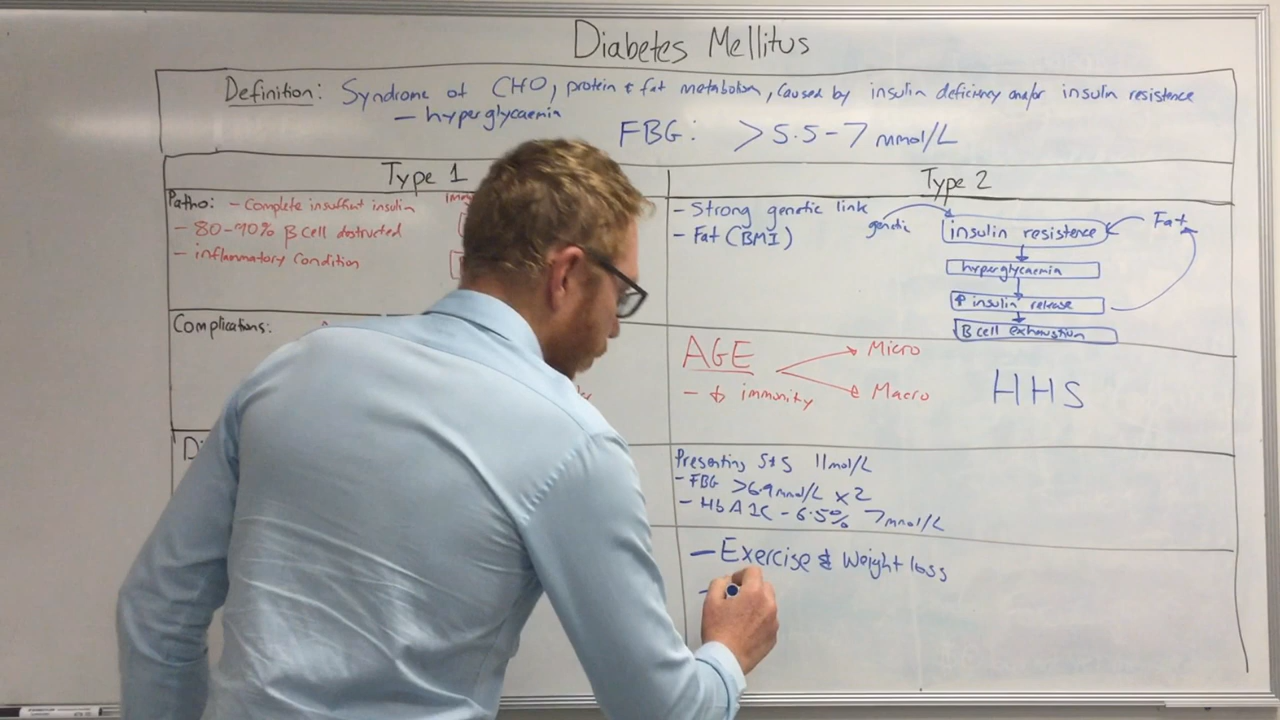 Diabetes Mellitus
Definition: Syndrome of CHO, protein & fat metabolism, caused by insulin deficiency and/or insulin resistance
– hyperglycaemia
FBG: >5.5-7 mmol/L
Type 1
Type 2
Patho: – Complete insufficient insulin
– 80-90% β cell destructed
– inflammatory condition
– Strong genetic link
– Fat (BMI)
genetic
insulin resistance
Fat
hyperglycaemia
↑ insulin release
B cell exhaustion
Complications:
AGE
Micro
– ↓ immunity
Macro
HHS
Di
Presenting S+S 11mol/L
– FBG >6.9mmol/L x2
– HbA1C – 6.5% 7mmol/L
– Exercise & Weight loss
–